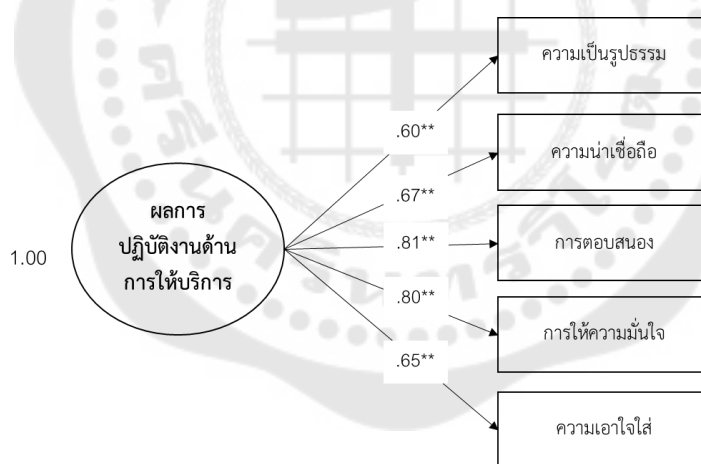 ความเป็นรูปธรรม
.60**
ความน่าเชื่อถือ
.67**
ผลการ
ปฏิบัติงานด้าน
การให้บริการ
1.00
.81**
การตอบสนอง
.80**
การให้ความมั่นใจ
.65**
ความเอาใจใส่